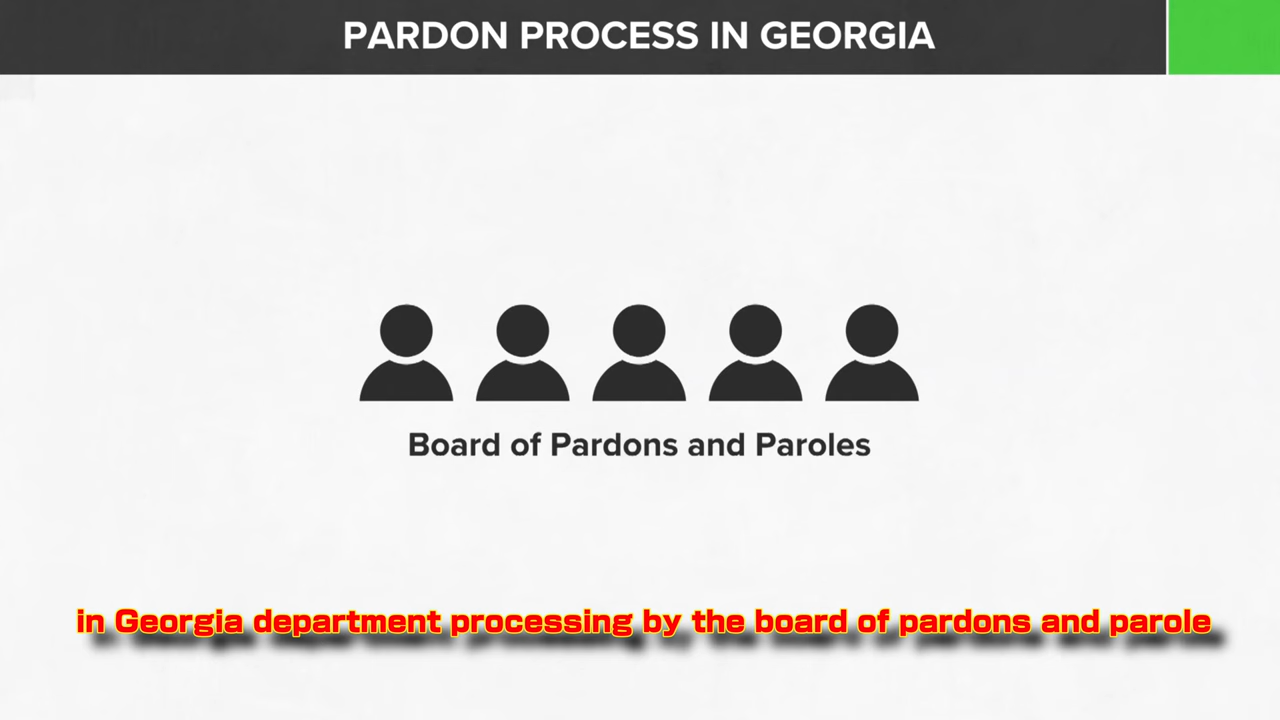 PARDON PROCESS IN GEORGIA
Board of Pardons and Paroles
in Georgia department processing by the board of pardons and parole